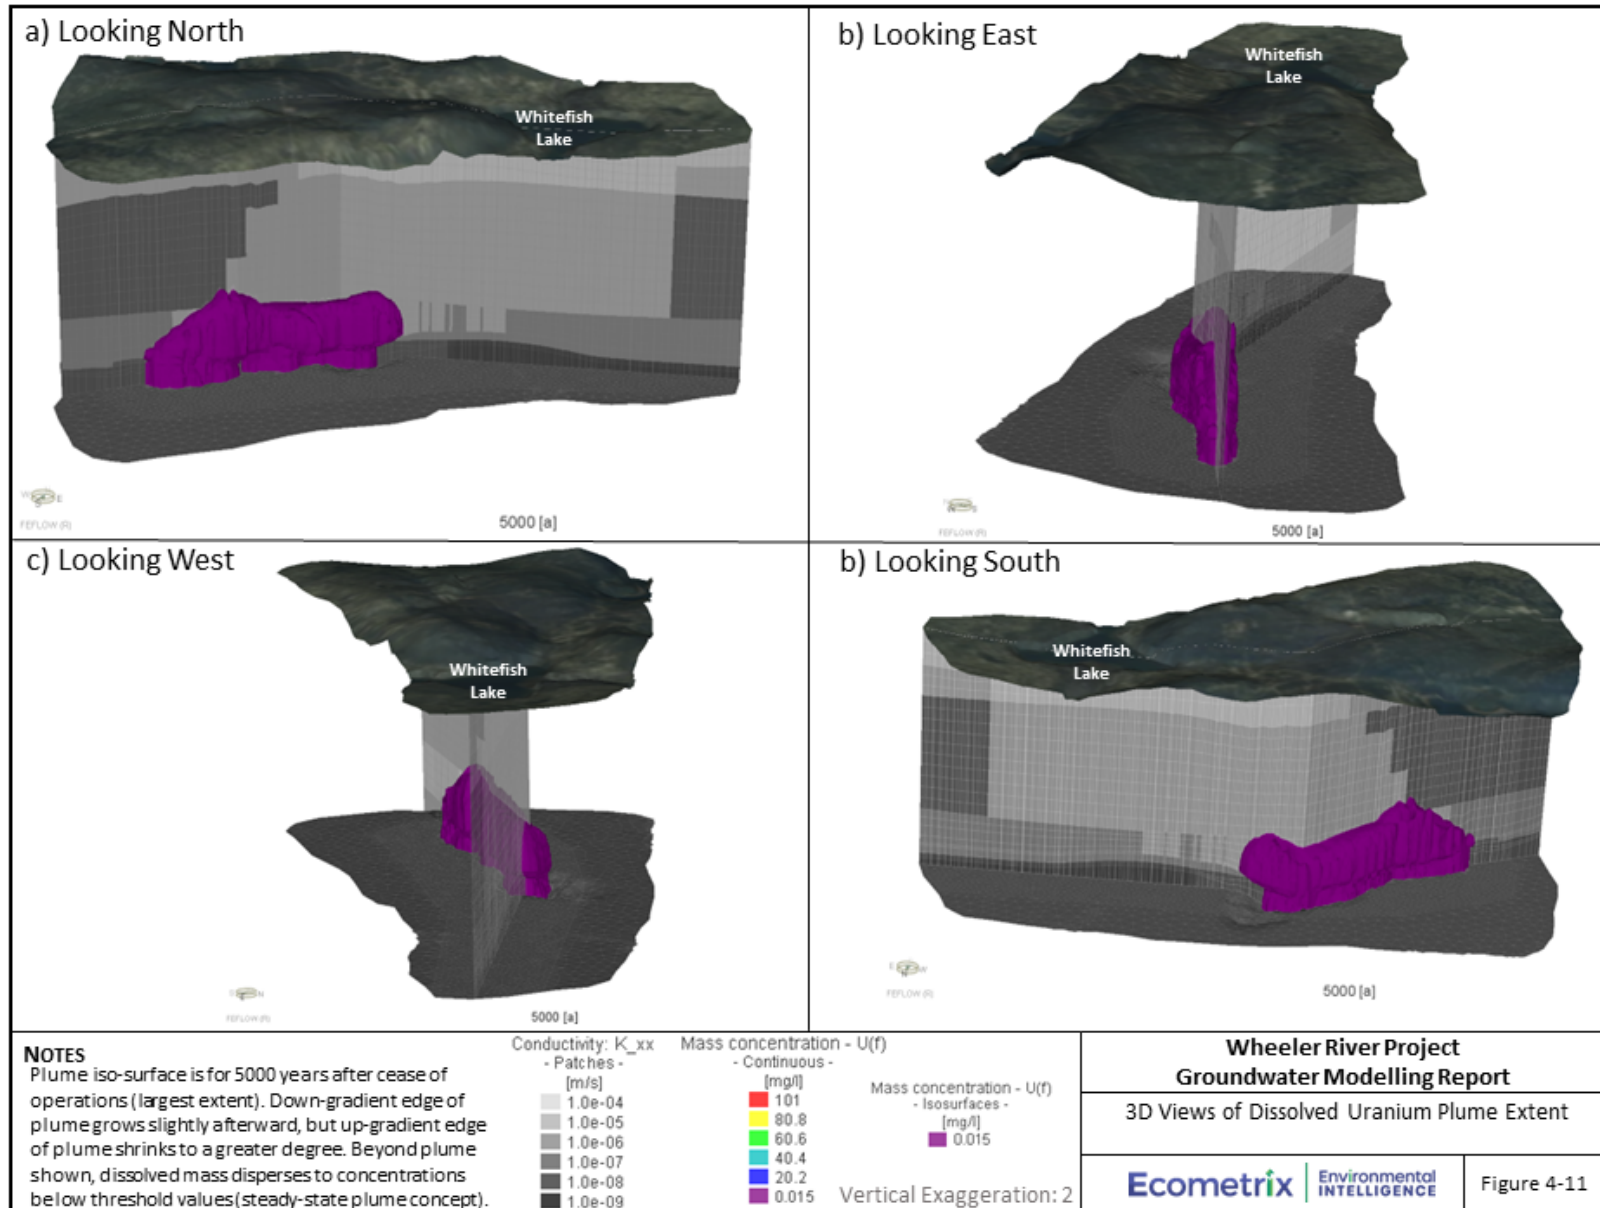 a) Looking North
Whitefish
Lake
FEFLOW (R)
5000 [a]
b) Looking East
Whitefish
Lake
FEFLOW (R)
5000 [a]
c) Looking West
Whitefish
Lake
FEFLOW (R)
5000 [a]
b) Looking South
Whitefish
Lake
FEFLOW (R)
5000 [a]
NOTES
Plume iso-surface is for 5000 years after cease of
operations (largest extent). Down-gradient edge of
plume grows slightly afterward, but up-gradient edge
of plume shrinks to a greater degree. Beyond plume
shown, dissolved mass disperses to concentrations
below threshold values (steady-state plume concept).
Conductivity: K_xx
- Patches -
[m/s]
1.0e-04
1.0e-05
1.0e-06
1.0e-07
1.0e-08
1.0e-09
Mass concentration - U(f)
- Continuous -
[mg/l]
101
80.8
60.6
40.4
20.2
0.015
Mass concentration - U(f)
- Isosurfaces -
[mg/l]
0.015
Vertical Exaggeration: 2
Wheeler River Project
Groundwater Modelling Report
3D Views of Dissolved Uranium Plume Extent
Ecometrix
Environmental
INTELLIGENCE
Figure 4-11